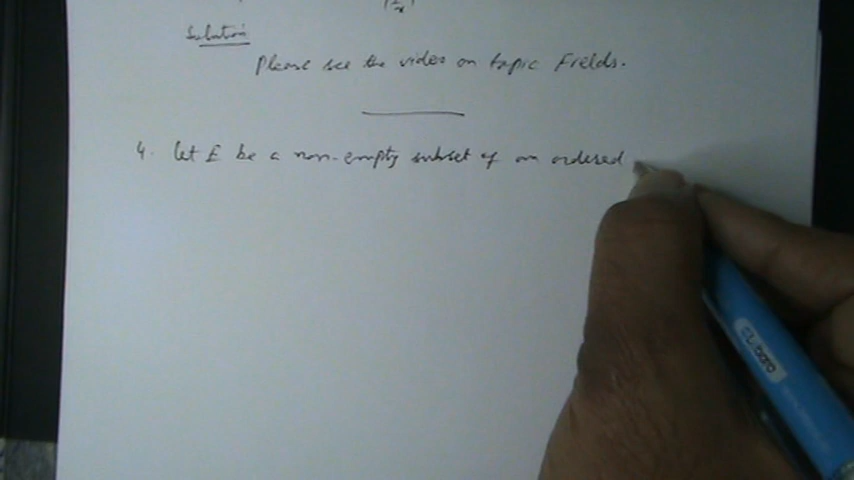 Solution
Please see the video on topic Fields.
4. Let E be a non-empty subset of an ordered